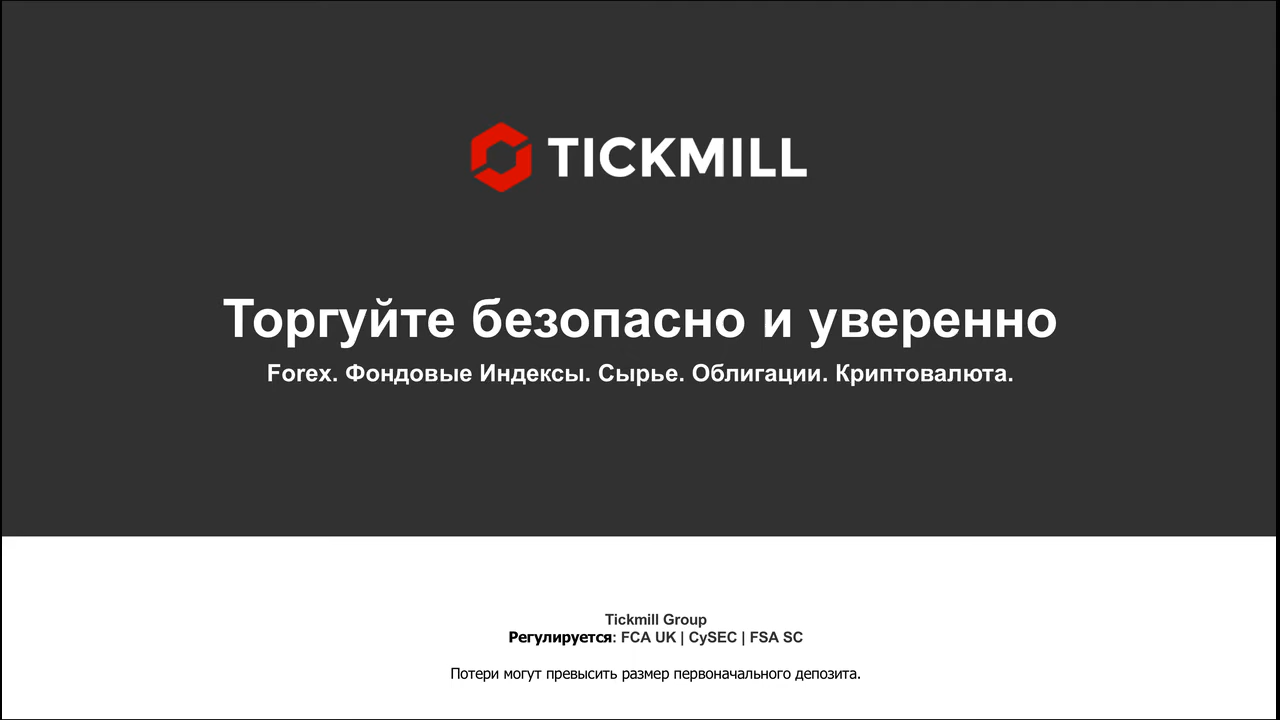 TICKMILL
Торгуйте безопасно и уверенно
Forex. Фондовые Индексы. Сырье. Облигации. Криптовалюта.
Tickmill Group
Регулируется: FCA UK | CySEC | FSA SC
Потери могут превысить размер первоначального депозита.